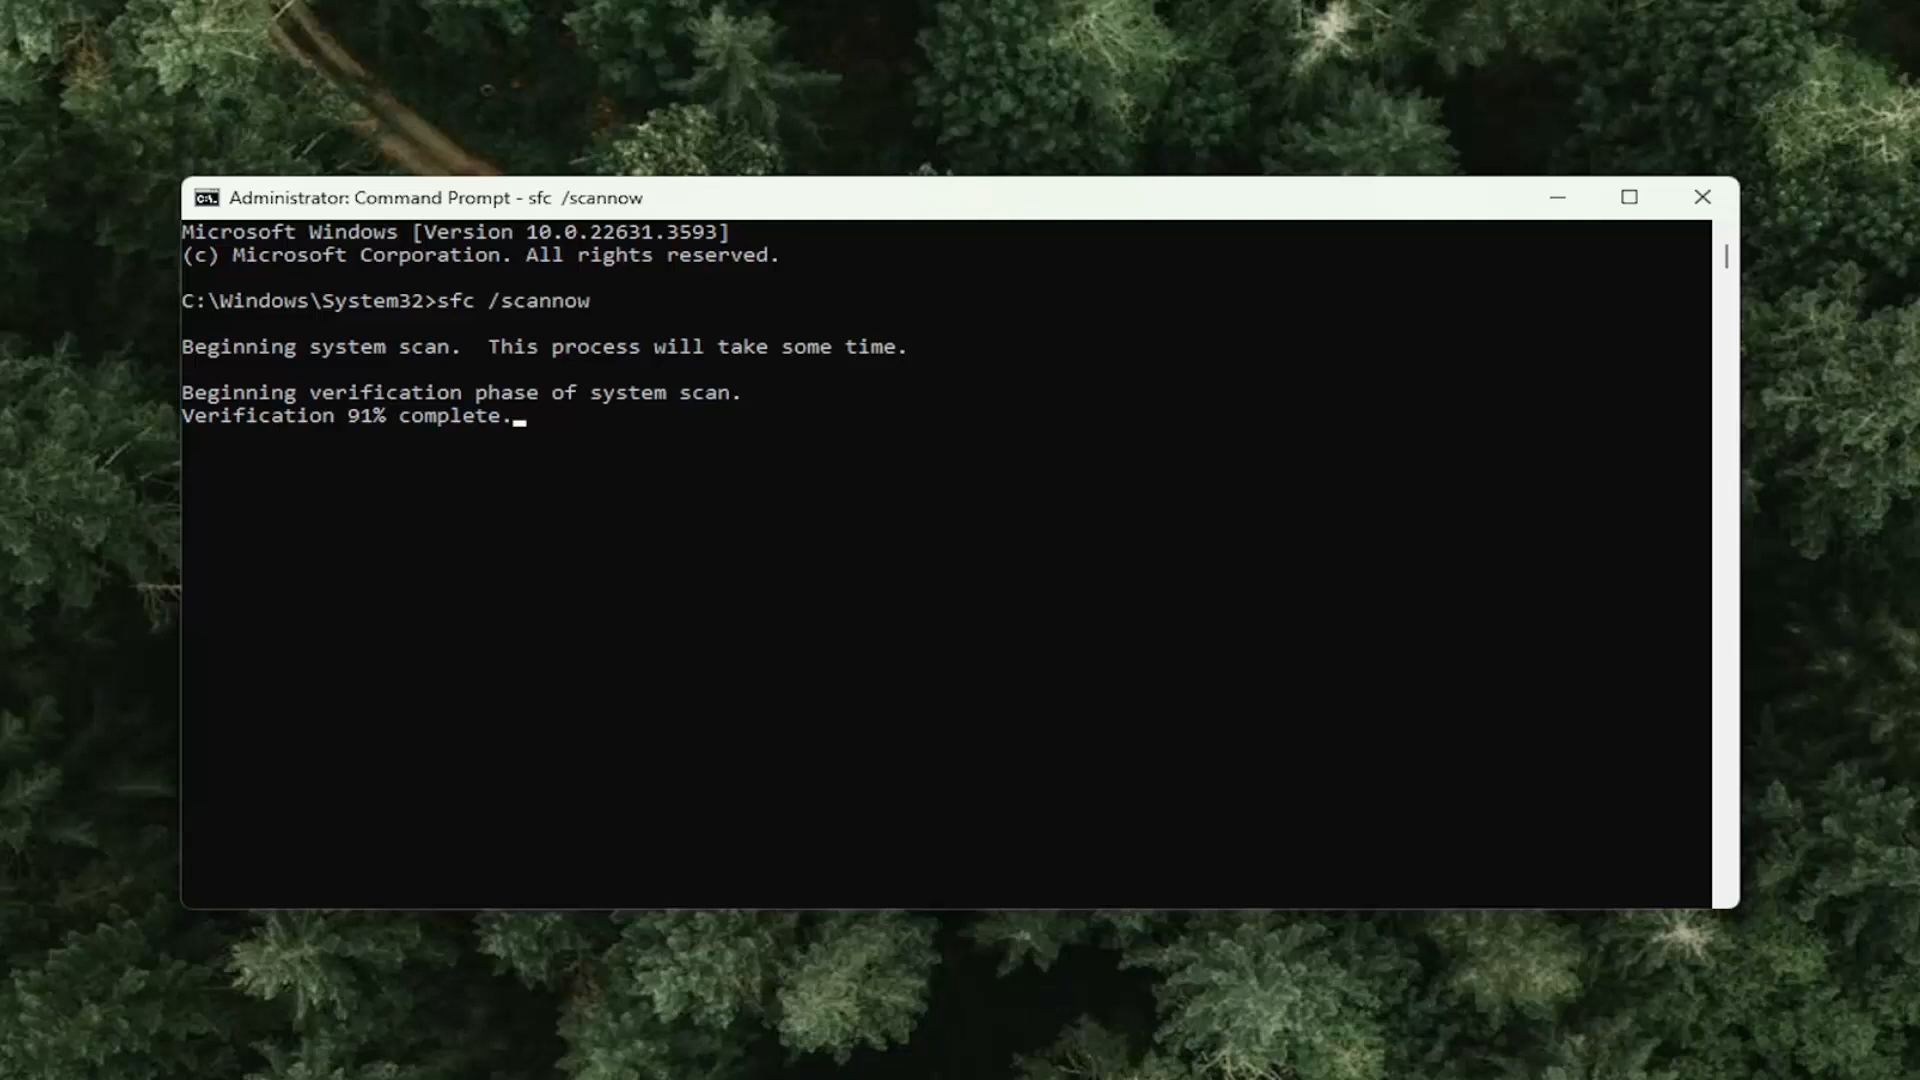 Administrator: Command Prompt - sfc  /scannow
Microsoft Windows [Version 10.0.22631.3593]
(c) Microsoft Corporation. All rights reserved.
C:\Windows\System32>sfc /scannow
Beginning system scan.  This process will take some time.
Beginning verification phase of system scan.
Verification 91% complete.